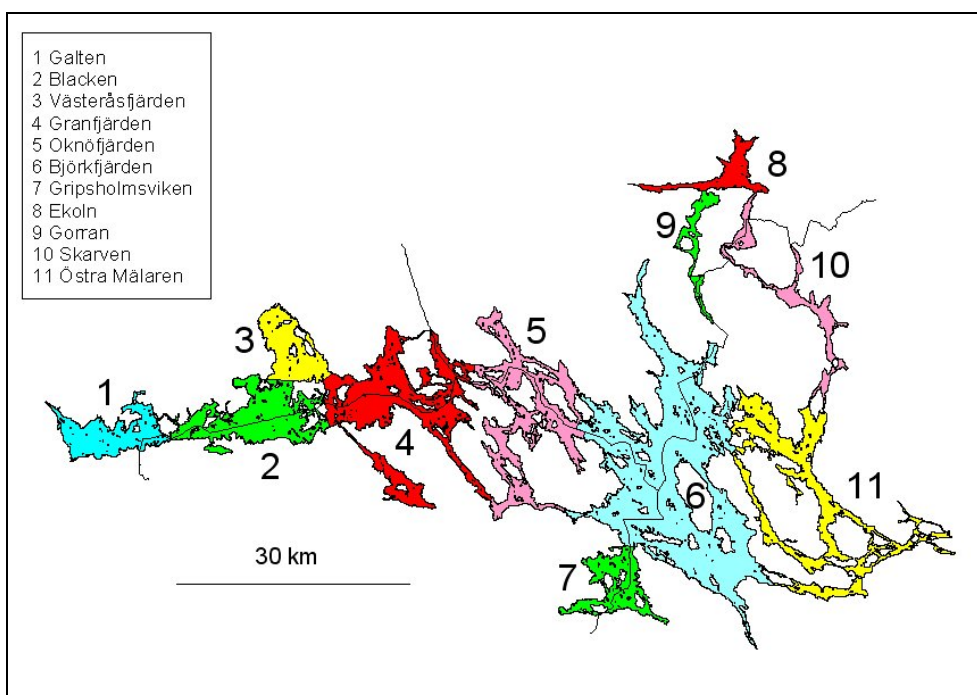 1 Galten
2 Blacken
3 Västeråsfjärden
4 Granfjärden
5 Oknöfjärden
6 Björkfjärden
7 Gripsholmsviken
8 Ekoln
9 Gorran
10 Skarven
11 Östra Mälaren
8
9
10
3
5
1
4
2
6
11
30 km
7